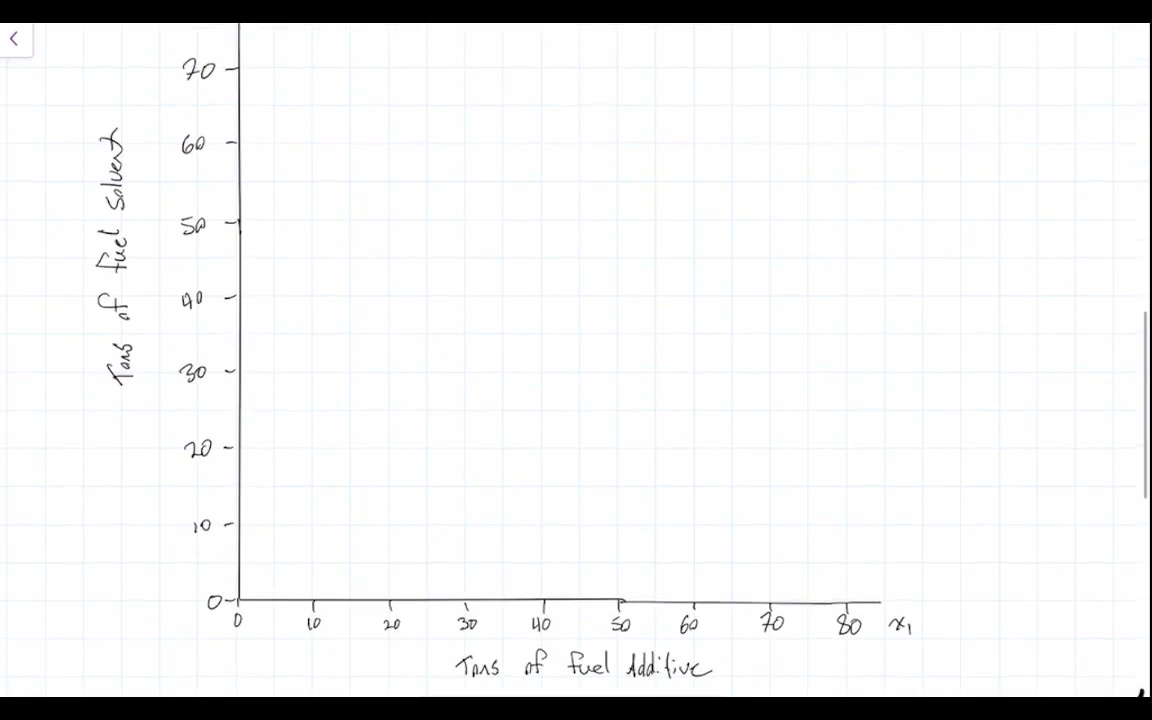 70
60
50
40
30
20
10
0
Tons of fuel solvent
0 10 20 30 40 50 60 70 80 x₁
Tons of fuel Additive